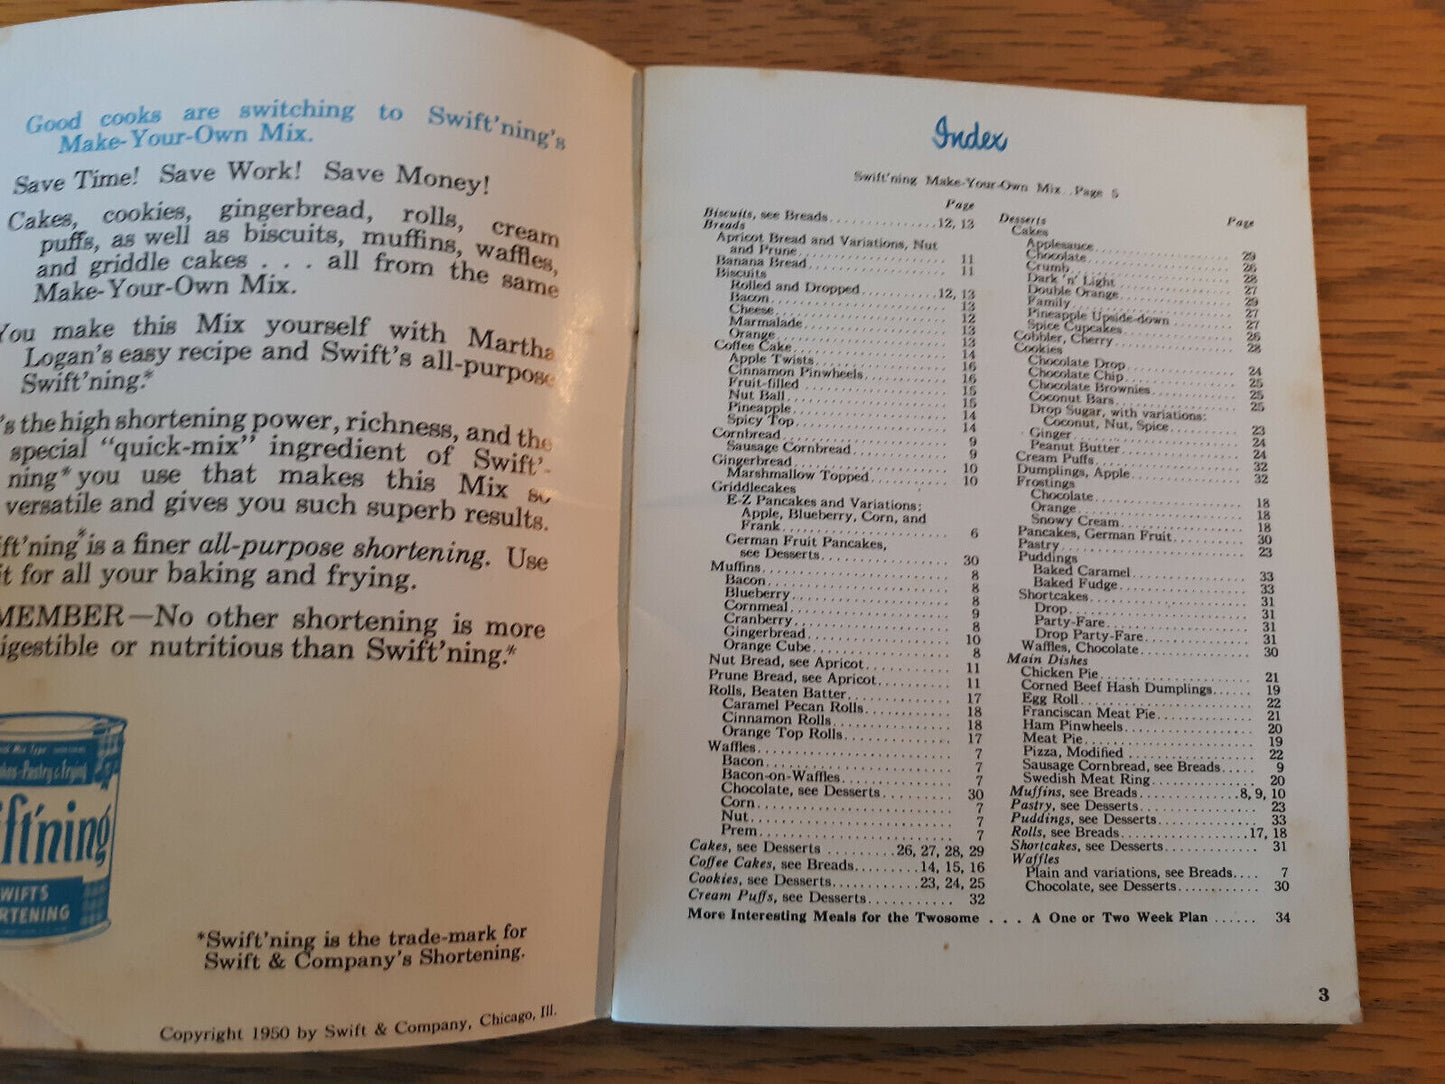 Good cooks are switching to Swift'ning's
Make-Your-Own Mix.
Save Time! Save Work! Save Money!
Cakes, cookies, gingerbread, rolls, cream
puffs, as well as biscuits, muffins, waffles,
and griddle cakes . . . all from the same
Make-Your-Own Mix.
You make this Mix yourself with Martha
Logan's easy recipe and Swift's all-purpose
Swift'ning.*
's the high shortening power, richness, and the
special "quick-mix" ingredient of Swift'-
ning* you use that makes this Mix so
versatile and gives you such superb results.
ift'ning* is a finer all-purpose shortening. Use
it for all your baking and frying.
MEMBER—No other shortening is more
igestible or nutritious than Swift'ning.*
ift'ning
WIFT'S
RTENING
*Swift'ning is the trade-mark for
Swift & Company's Shortening.
Copyright 1950 by Swift & Company, Chicago, Ill.
Index
Swift'ning Make-Your-Own Mix..Page 5
Page
Biscuits, see Breads............12, 13
Breads
Apricot Bread and Variations, Nut
and Prune.................. 11
Banana Bread................ 11
Biscuits
Rolled and Dropped...........12, 13
Bacon...................... 13
Cheese..................... 12
Marmalade.................. 13
Orange..................... 13
Coffee Cake.................. 14
Apple Twists................ 16
Cinnamon Pinwheels.......... 16
Fruit-filled ................ 15
Nut Ball.................... 15
Pineapple................... 14
Spicy Top................... 14
Cornbread.................... 9
Sausage Cornbread........... 9
Gingerbread.................. 10
Marshmallow Topped.......... 10
Griddlecakes
E-Z Pancakes and Variations:
Apple, Blueberry, Corn, and
Frank..................... 6
German Fruit Pancakes,
see Desserts................ 30
Muffins...................... 8
Bacon...................... 8
Blueberry................... 8
Cornmeal................... 9
Cranberry................... 8
Gingerbread................. 10
Orange Cube................. 8
Nut Bread, see Apricot.......... 11
Prune Bread, see Apricot......... 11
Rolls, Beaten Batter............ 17
Caramel Pecan Rolls.......... 18
Cinnamon Rolls.............. 18
Orange Top Rolls............. 17
Waffles...................... 7
Bacon...................... 7
Bacon-on-Waffles............ 7
Chocolate, see Desserts........ 30
Corn....................... 7
Nut........................ 7
Prem....................... 7
Cakes, see Desserts .........26, 27, 28, 29
Coffee Cakes, see Breads.........14, 15, 16
Cookies, see Desserts............23, 24, 25
Cream Puffs, see Desserts........... 32
Page
Desserts
Cakes
Applesauce.................. 29
Chocolate................... 26
Crumb...................... 28
Dark 'n' Light............... 27
Double Orange............... 29
Family...................... 27
Pineapple Upside-down ....... 27
Spice Cupcakes.............. 26
Cobbler, Cherry.............. 28
Cookies
Chocolate Drop.............. 24
Chocolate Chip.............. 25
Chocolate Brownies.......... 25
Coconut Bars................ 25
Drop Sugar, with variations:
Coconut, Nut, Spice......... 23
Ginger..................... 24
Peanut Butter............... 24
Cream Puffs.................. 32
Dumplings, Apple............. 32
Frostings
Chocolate................... 18
Orange..................... 18
Snowy Cream................ 18
Pancakes, German Fruit........ 30
Pastry....................... 23
Puddings
Baked Caramel.............. 33
Baked Fudge................ 33
Shortcakes................... 31
Drop....................... 31
Party-Fare.................. 31
Drop Party-Fare............. 31
Waffles, Chocolate............ 30
Main Dishes
Chicken Pie.................. 21
Corned Beef Hash Dumplings...... 19
Egg Roll..................... 22
Franciscan Meat Pie............ 21
Ham Pinwheels................ 20
Meat Pie..................... 19
Pizza, Modified ............... 22
Sausage Cornbread, see Breads..... 9
Swedish Meat Ring............. 20
Muffins, see Breads..............8, 9, 10
Pastry, see Desserts............... 23
Puddings, see Desserts............. 33
Rolls, see Breads.................17, 18
Shortcakes, see Desserts............ 31
Waffles
Plain and variations, see Breads.... 7
Chocolate, see Desserts........... 30
More Interesting Meals for the Twosome . . . A One or Two Week Plan ...... 34
3